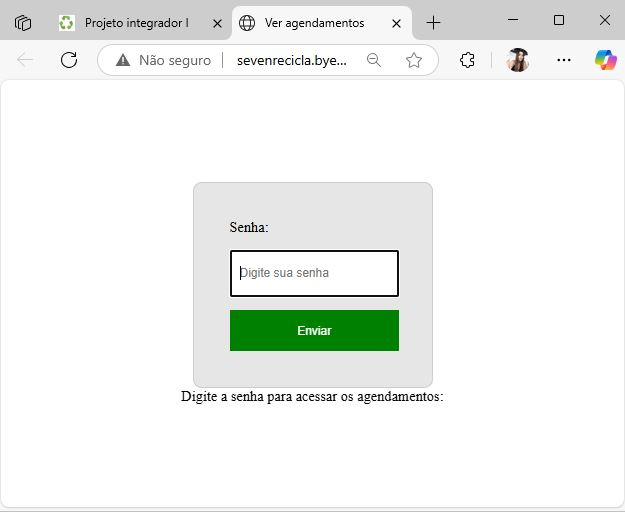 Projeto integrador I
Ver agendamentos
Não seguro
sevenrecicla.bye...
Senha:
Digite sua senha
Enviar
Digite a senha para acessar os agendamentos: